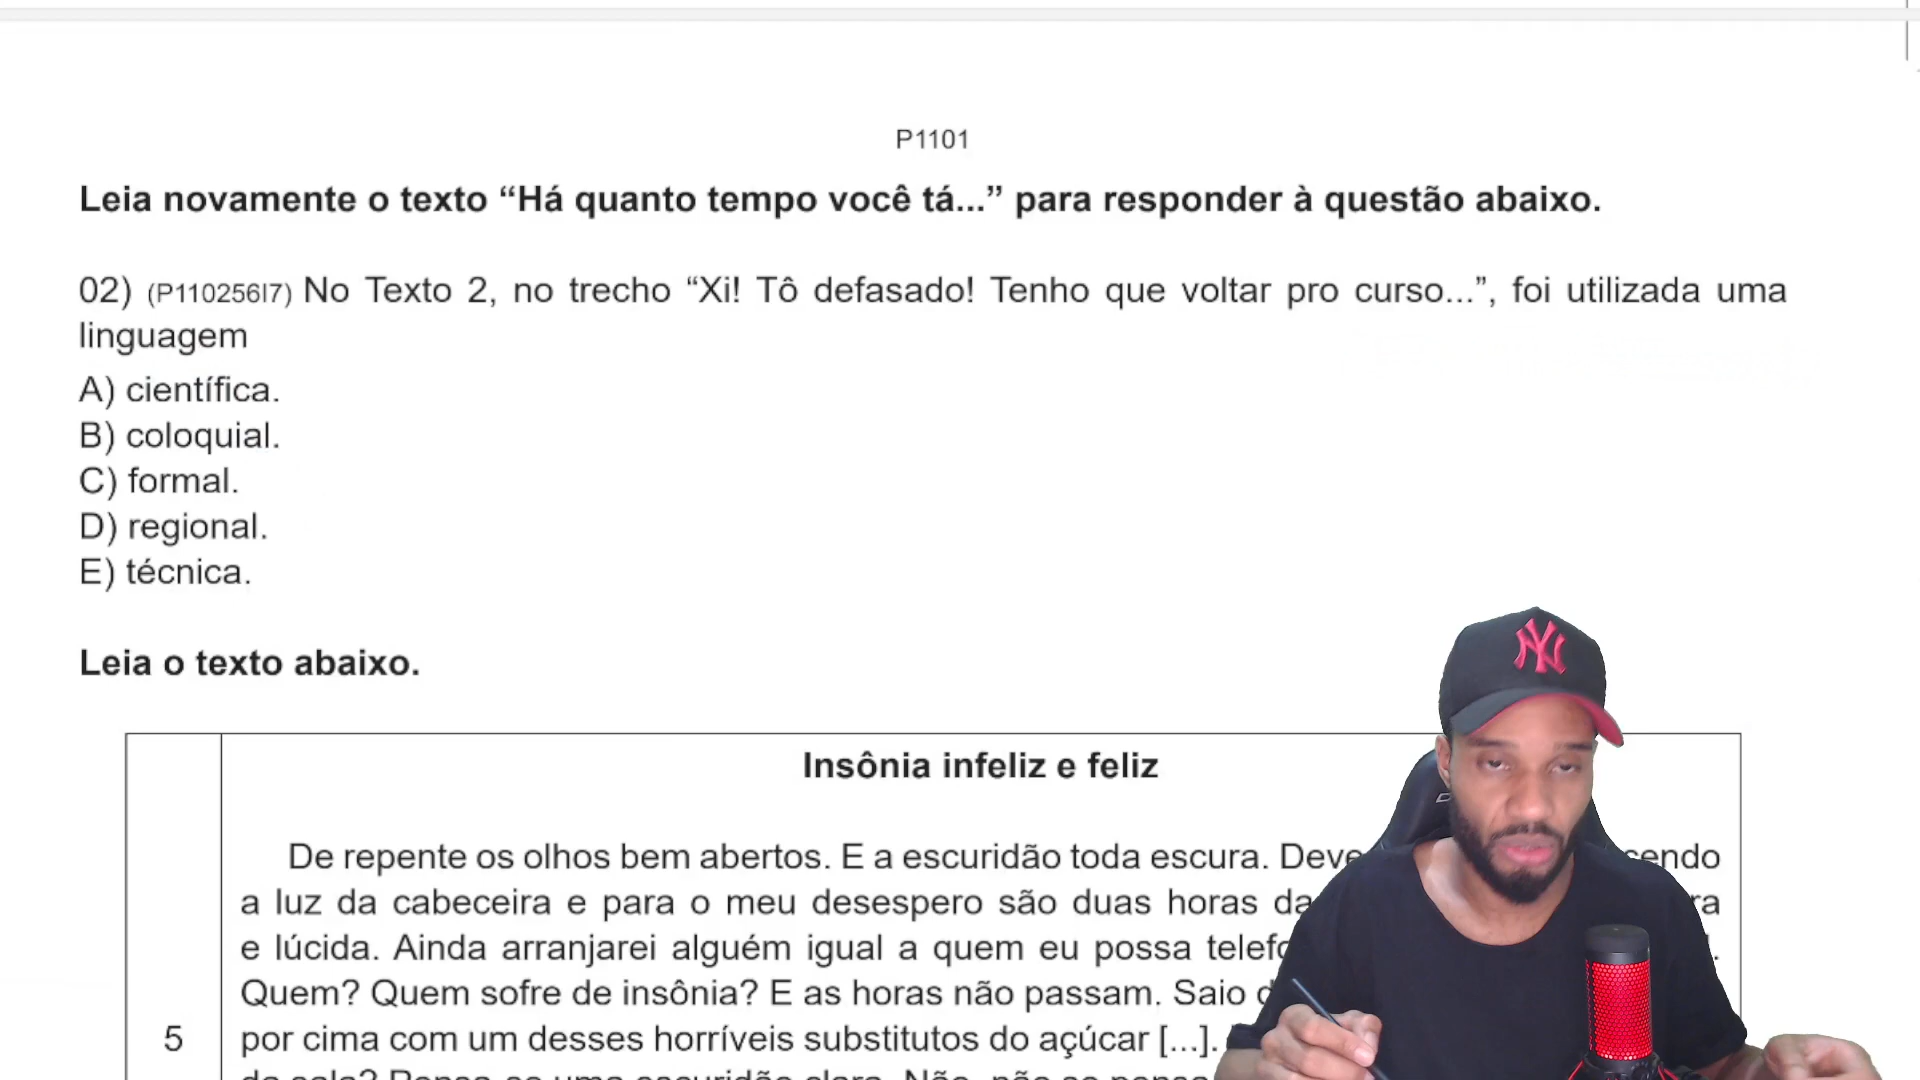 P1101
Leia novamente o texto “Há quanto tempo você tá...” para responder à questão abaixo.
02) (P110256I7) No Texto 2, no trecho “Xi! Tô defasado! Tenho que voltar pro curso...”, foi utilizada uma
linguagem
A) científica.
B) coloquial.
C) formal.
D) regional.
E) técnica.
Leia o texto abaixo.
Insônia infeliz e feliz
De repente os olhos bem abertos. E a escuridão toda escura.
a luz da cabeceira e para o meu desespero são duas horas
e lúcida. Ainda arranjarei alguém igual a quem eu possa
Quem? Quem sofre de insônia? E as horas não passam. Saio
5 por cima com um desses horríveis substitutos do açúcar [...].
NY